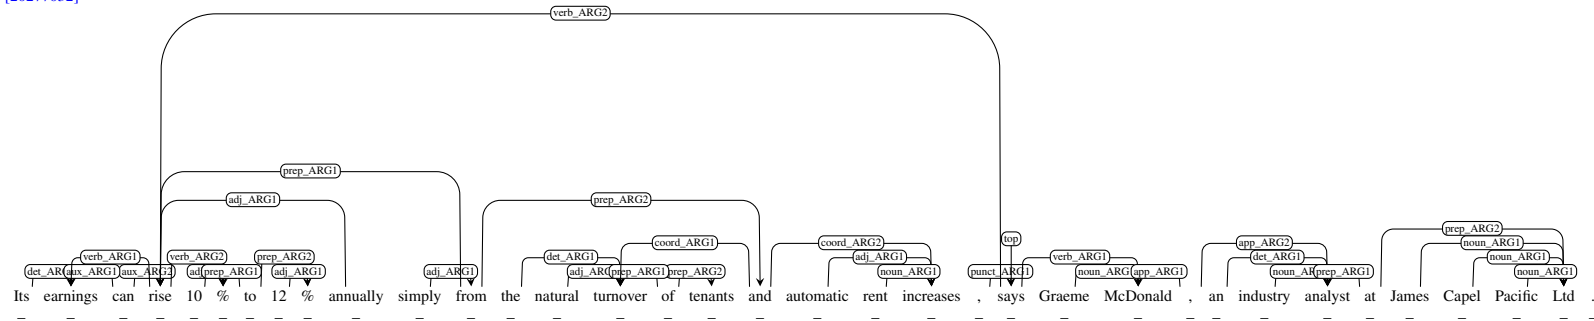 verb_ARG2
prep_ARG1
adj_ARG1 prep_ARG2
prep_ARG2
coord_ARG1 coord_ARG2 top app_ARG2 noun_ARG1
verb_ARG1 verb_ARG2 prep_ARG2 det_ARG1 adj_ARG1 verb_ARG1 det_ARG1 noun_ARG1
aux_ARG1 aux_ARG2 prep_ARG1 adj_ARG1 adj_ARG1 prep_ARG1 prep_ARG2 noun_ARG1 punct_ARG1 app_ARG1 prep_ARG1 noun_ARG1
Its earnings can rise 10 % to 12 % annually simply from the natural turnover of tenants and automatic rent increases , says Graeme McDonald , an industry analyst at James Capel Pacific Ltd .